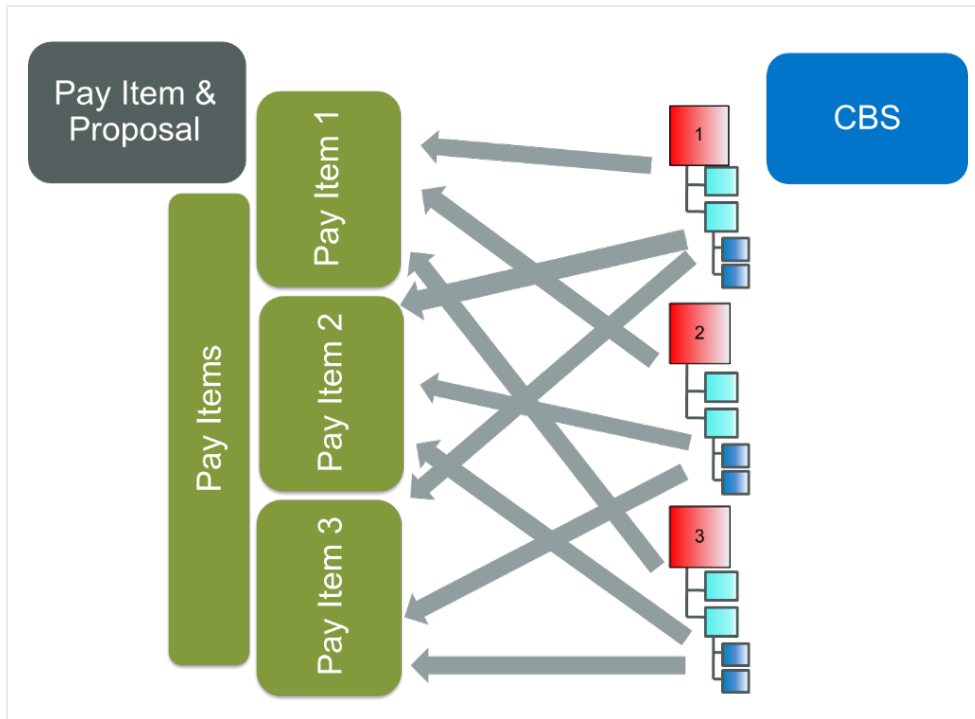 Pay Item &
Proposal
CBS
Pay Items
Pay Item 1
Pay Item 2
Pay Item 3
1
2
3